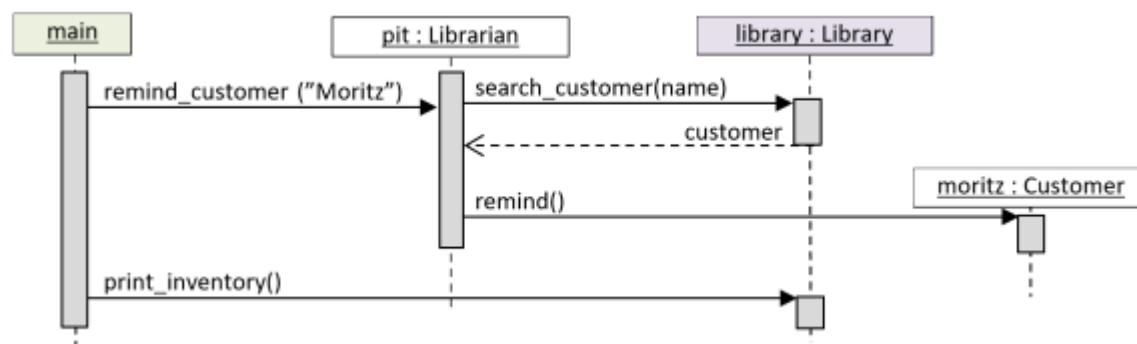 main
pit : Librarian
library : Library
remind_customer (”Moritz”)
search_customer(name)
customer
moritz : Customer
remind()
print_inventory()